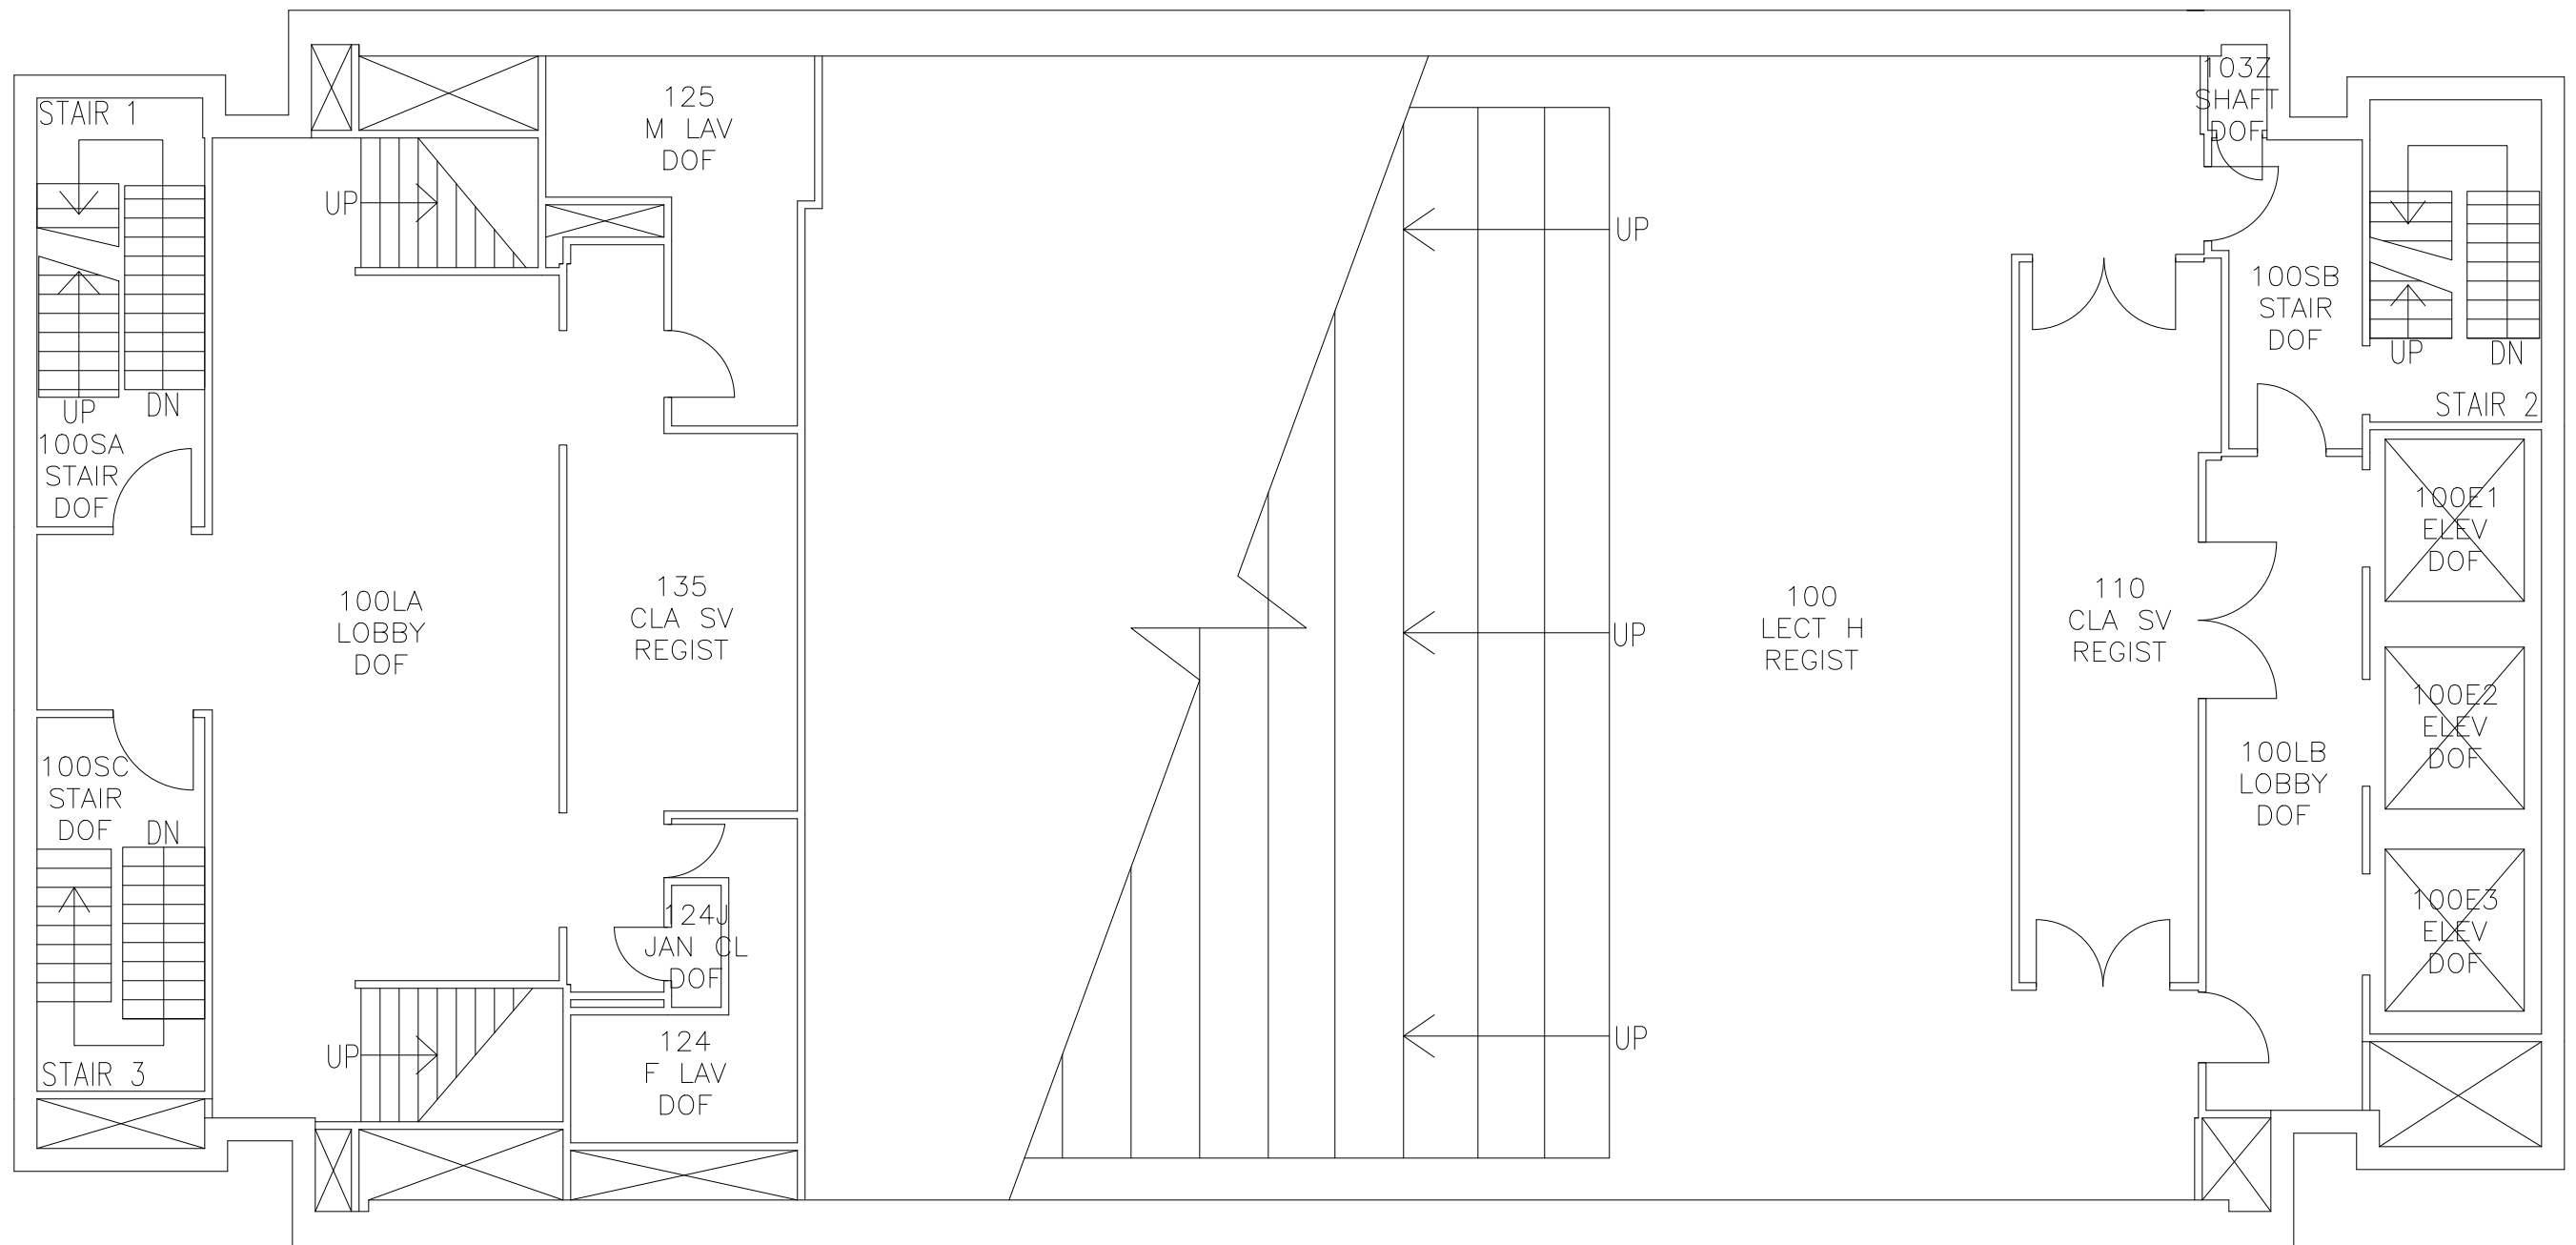 STAIR 1
UP
DN
100SA
STAIR
DOF
100SC
STAIR
DOF
DN
STAIR 3
UP
100LA
LOBBY
DOF
UP
125
M LAV
DOF
135
CLA SV
REGIST
124J
JAN CL
DOF
124
F LAV
DOF
UP
UP
UP
100
LECT H
REGIST
110
CLA SV
REGIST
103Z
SHAFT
DOF
100SB
STAIR
DOF
UP
DN
STAIR 2
100E1
ELEV
DOF
100E2
ELEV
DOF
100LB
LOBBY
DOF
100E3
ELEV
DOF